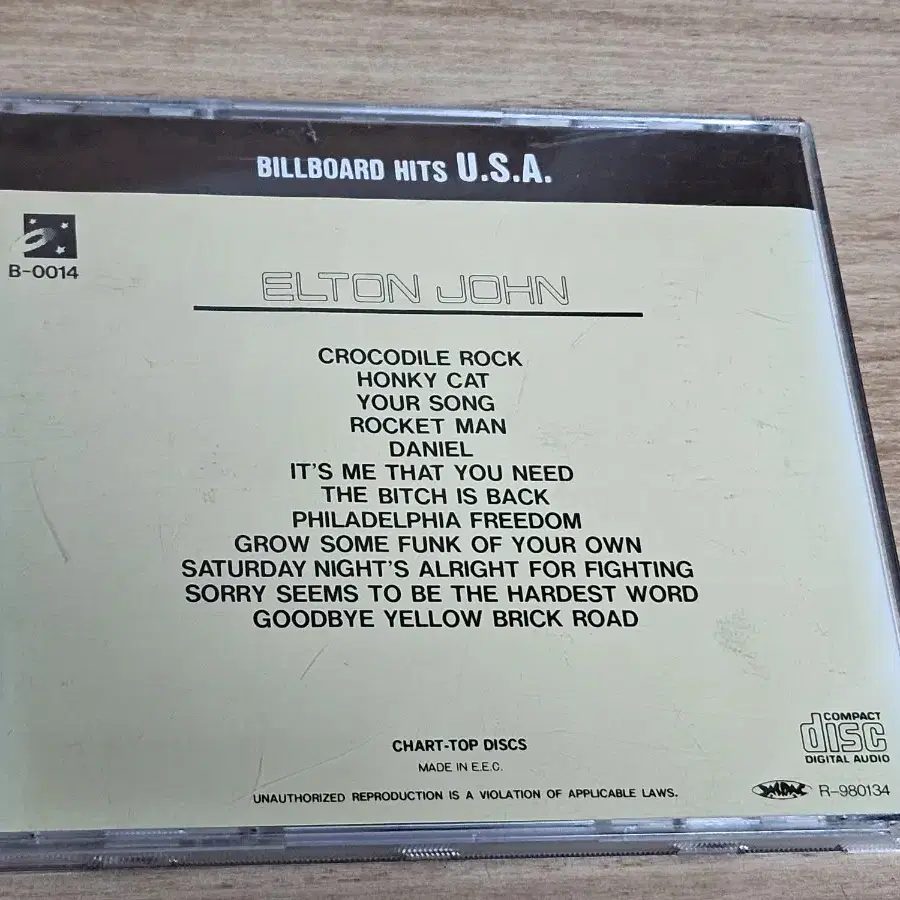 BILLBOARD HITS U.S.A.
B-0014
ELTON JOHN
CROCODILE ROCK
HONKY CAT
YOUR SONG
ROCKET MAN
DANIEL
IT'S ME THAT YOU NEED
THE BITCH IS BACK
PHILADELPHIA FREEDOM
GROW SOME FUNK OF YOUR OWN
SATURDAY NIGHT'S ALRIGHT FOR FIGHTING
SORRY SEEMS TO BE THE HARDEST WORD
GOODBYE YELLOW BRICK ROAD
CHART-TOP DISCS
MADE IN E.E.C.
UNAUTHORIZED REPRODUCTION IS A VIOLATION OF APPLICABLE LAWS.
COMPACT
disc
DIGITAL AUDIO
R-980134